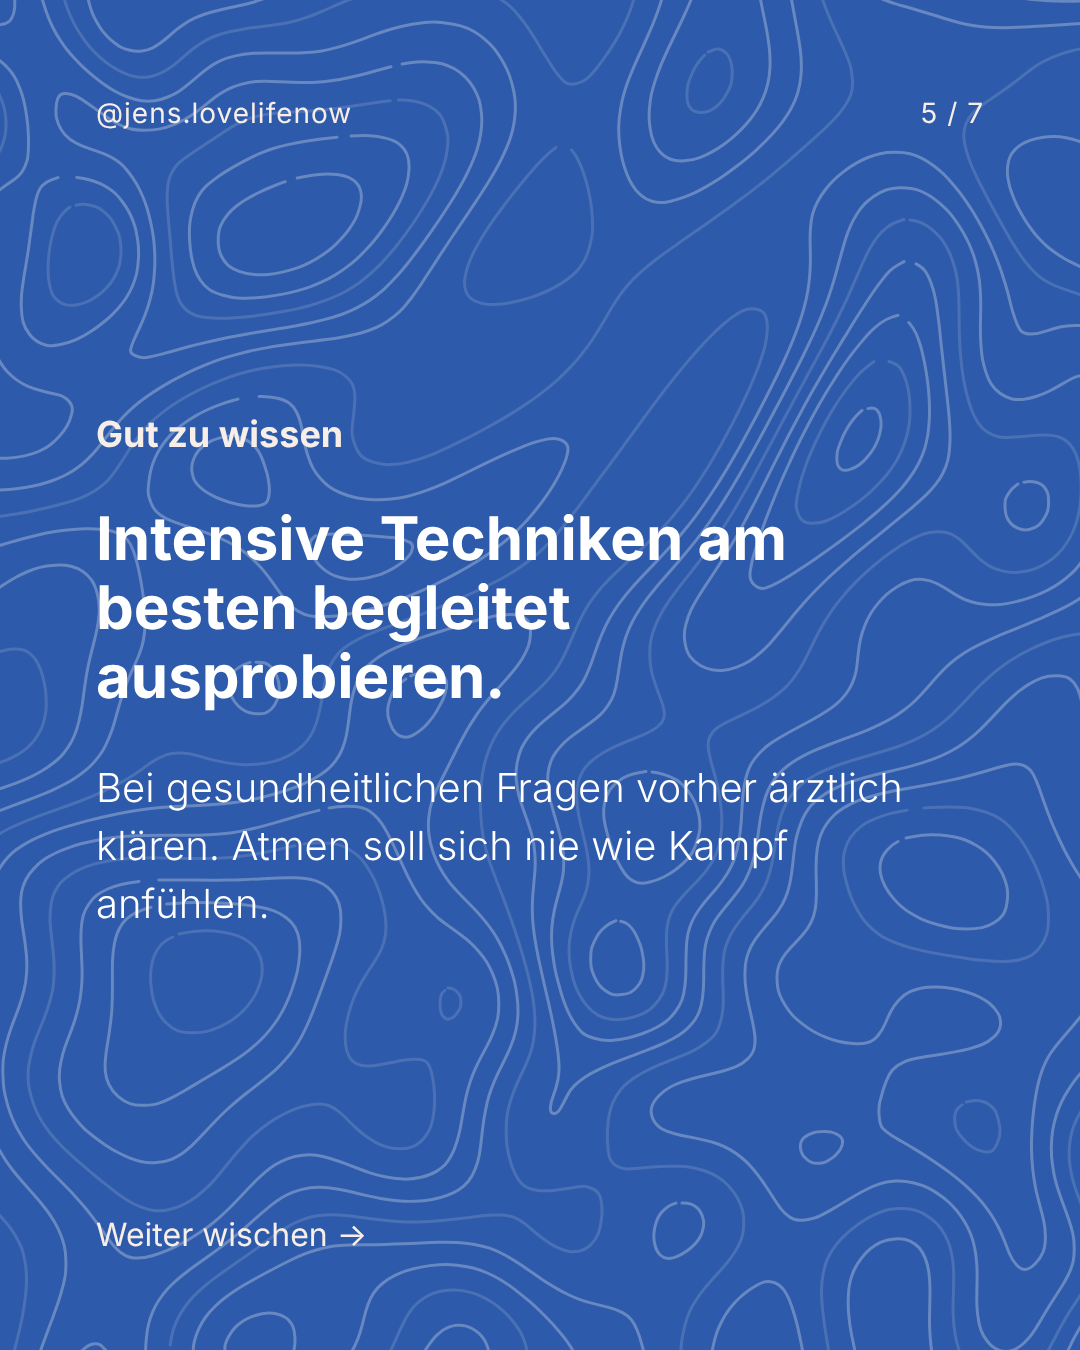 @jens.lovelifenow
5 / 7
Gut zu wissen
Intensive Techniken am
besten begleitet
ausprobieren.
Bei gesundheitlichen Fragen vorher ärztlich
klären. Atmen soll sich nie wie Kampf
anfühlen.
Weiter wischen →